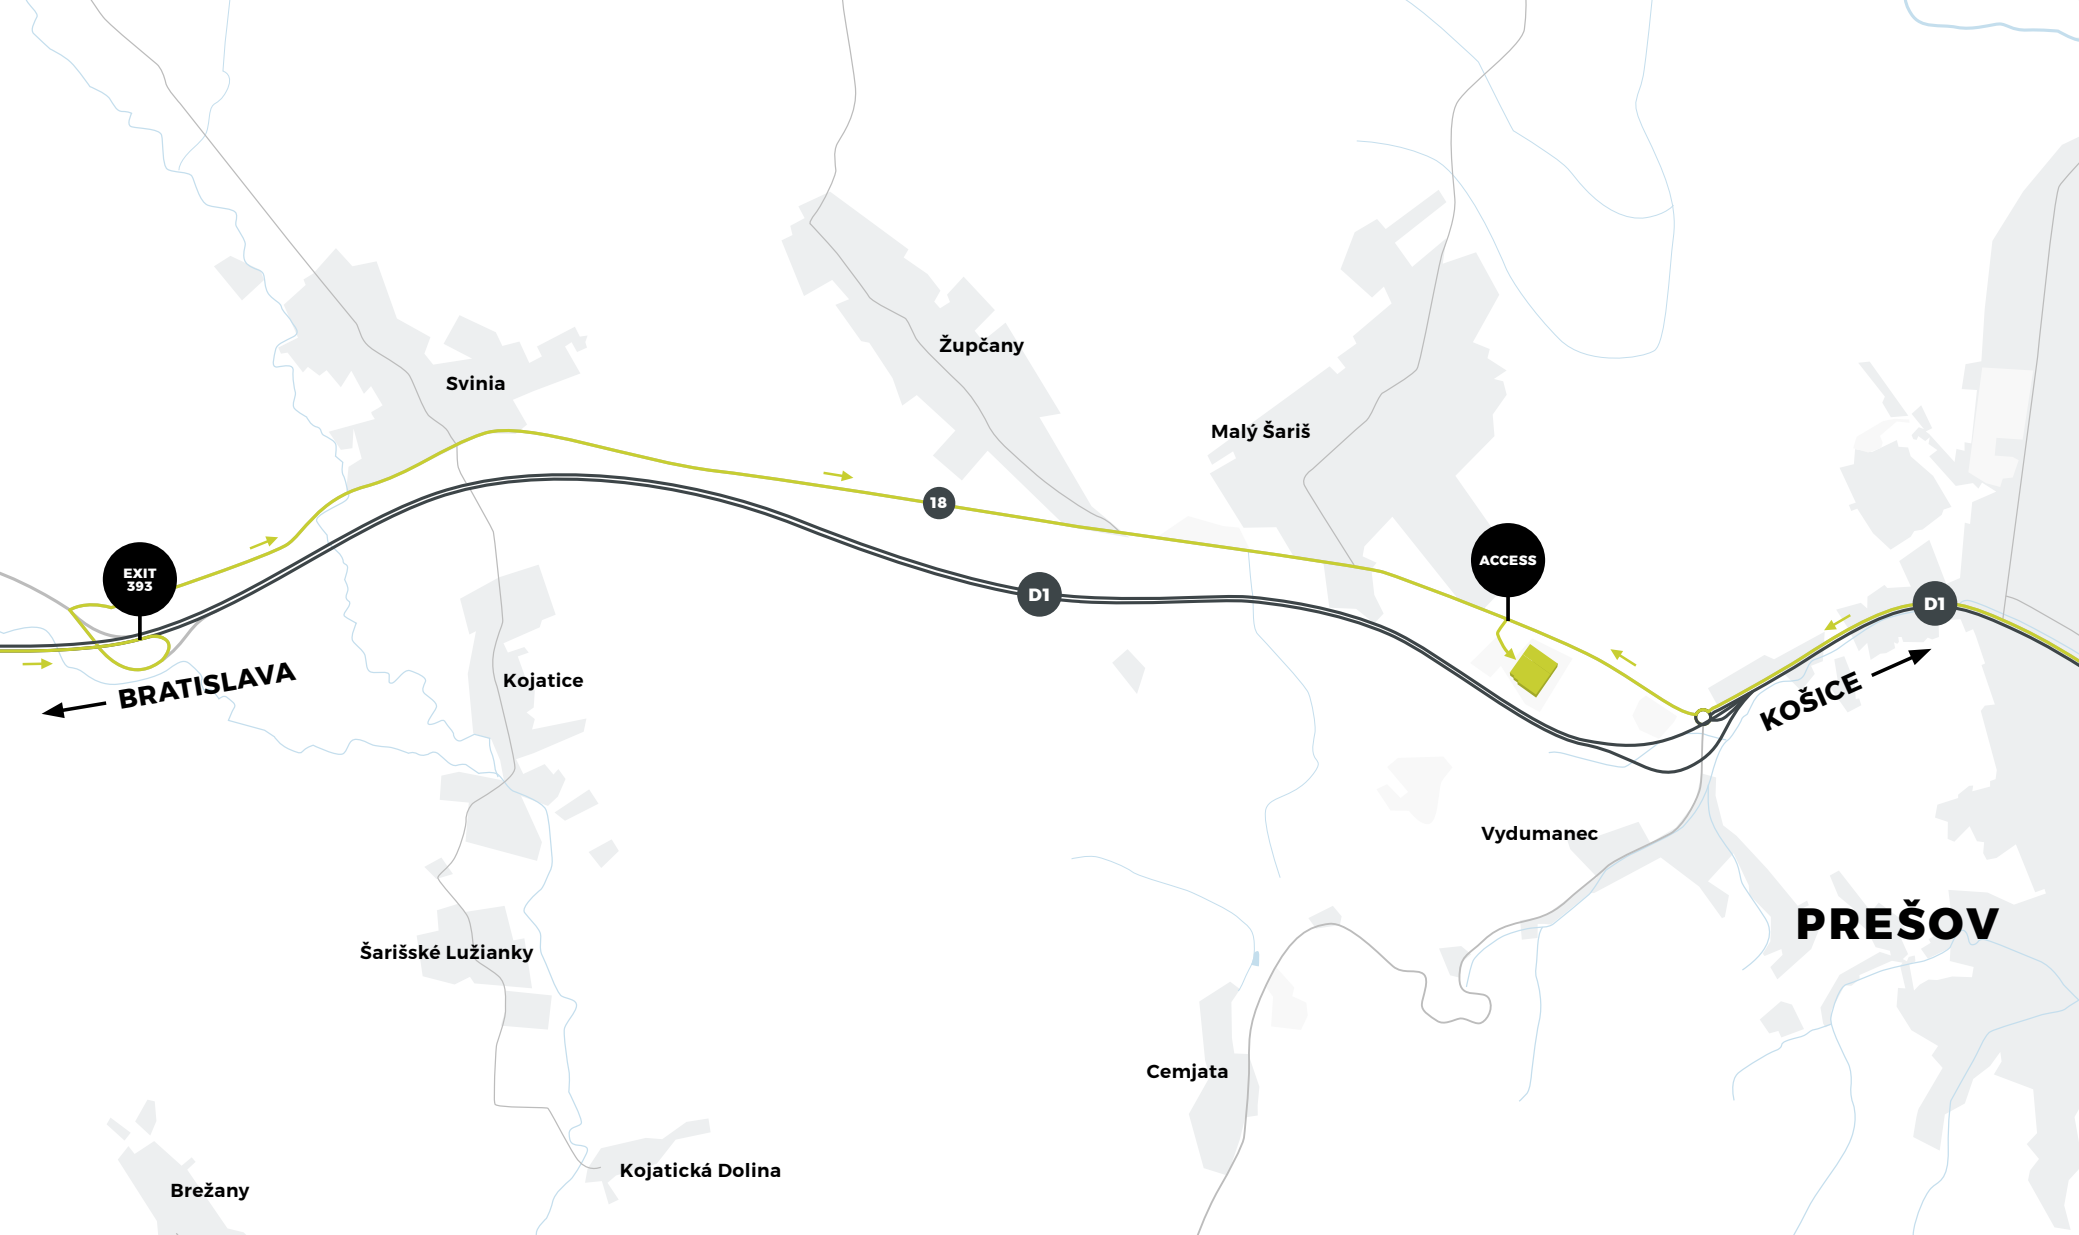 Župčany
Svinia
Malý Šariš
18
ACCESS
EXIT
393
D1
D1
BRATISLAVA
Kojatice
KOŠICE
Vydumanec
PREŠOV
Šarišské Lužianky
Cemjata
Kojatická Dolina
Brežany